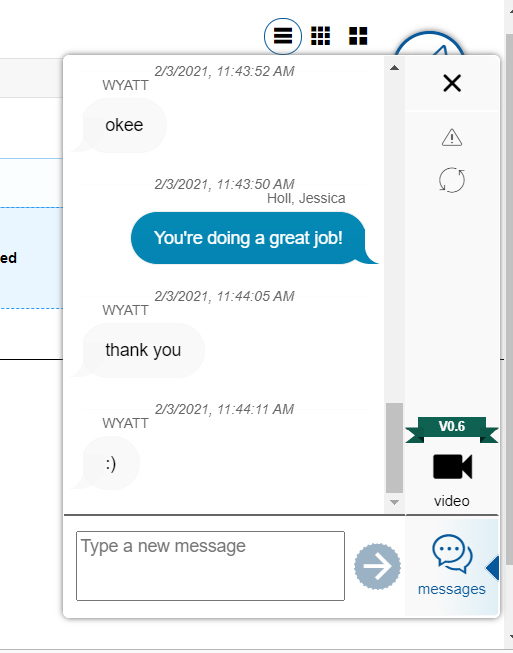 2/3/2021, 11:43:52 AM
WYATT
okee
2/3/2021, 11:43:50 AM
Holl, Jessica
You're doing a great job!
ed
2/3/2021, 11:44:05 AM
WYATT
thank you
2/3/2021, 11:44:11 AM
WYATT
:)
V0.6
video
Type a new message
messages